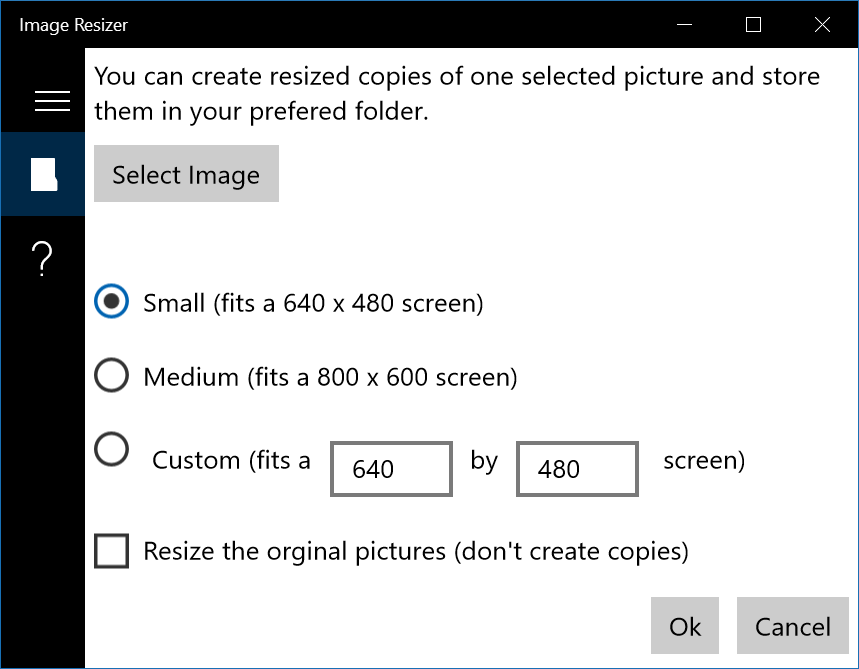 Image Resizer
You can create resized copies of one selected picture and store
them in your prefered folder.
Select Image
?
Small (fits a 640 x 480 screen)
Medium (fits a 800 x 600 screen)
Custom (fits a 640 by 480 screen)
Resize the orginal pictures (don't create copies)
Ok Cancel